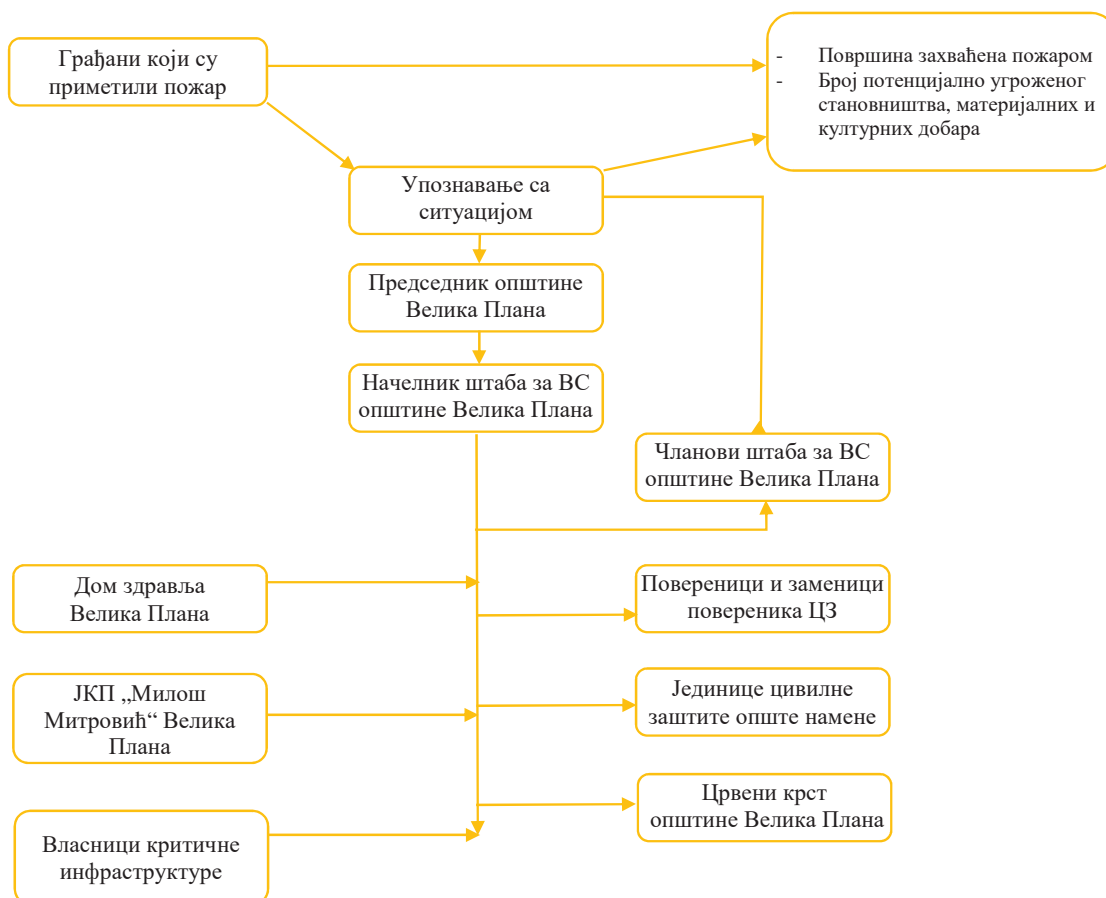 Грађани који су
приметили пожар
- Површина захваћена пожаром
- Број потенцијално угроженог
становништва, материјалних и
културних добара
Упознавање са
ситуацијом
Председник општине
Велика Плана
Начелник штаба за ВС
општине Велика Плана
Чланови штаба за ВС
општине Велика Плана
Дом здравља
Велика Плана
Повереници и заменици
повереника ЦЗ
ЈКП „Милош
Митровић“ Велика
Плана
Јединице цивилне
заштите опште намене
Црвени крст
општине Велика Плана
Власници критичне
инфраструктуре